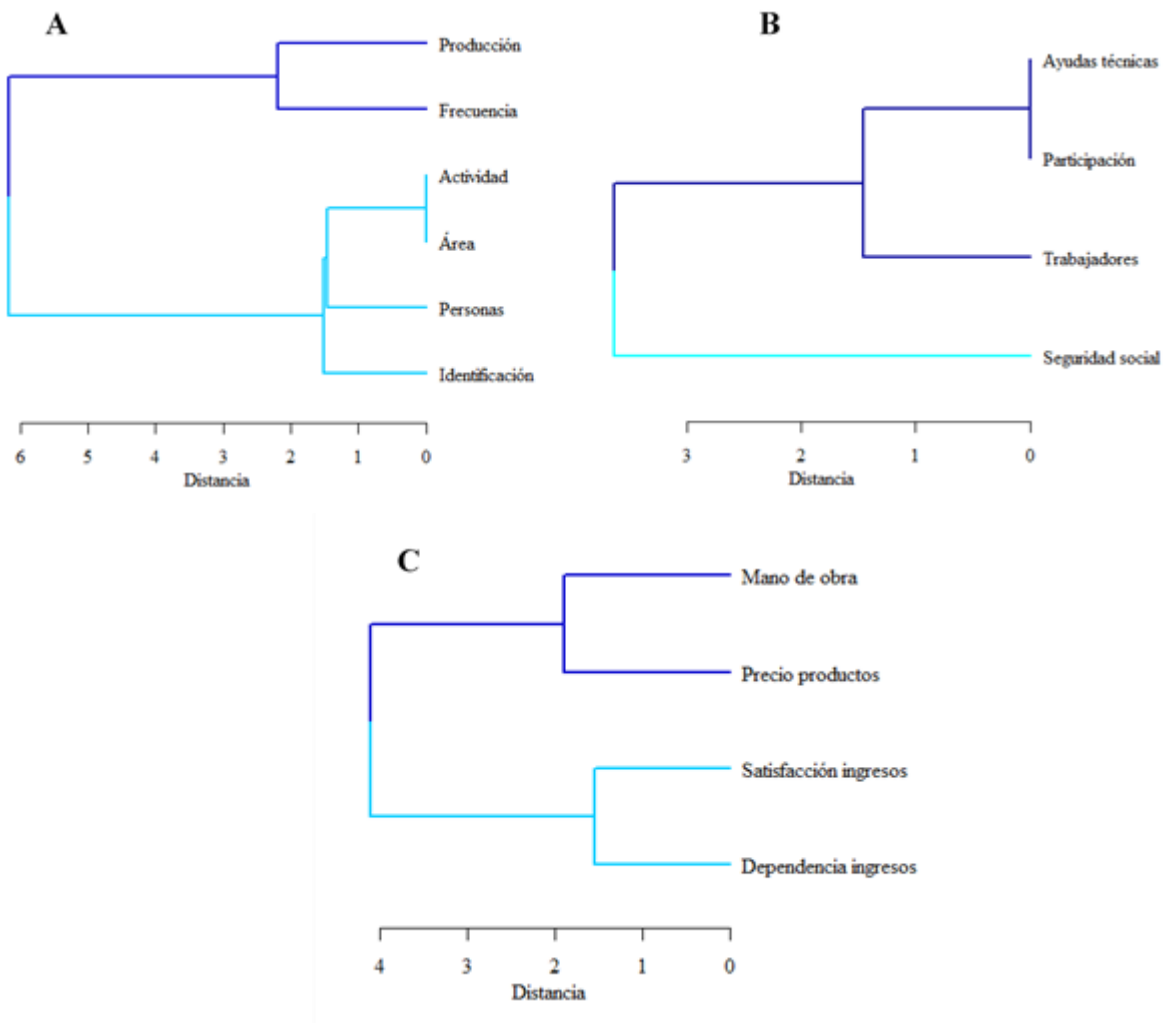 A
Producción
Frecuencia
Actividad
Área
Personas
Identificación
6 5 4 3 2 1 0
Distancia
B
Ayudas técnicas
Participación
Trabajadores
Seguridad social
3 2 1 0
Distancia
C
Mano de obra
Precio productos
Satisfacción ingresos
Dependencia ingresos
4 3 2 1 0
Distancia